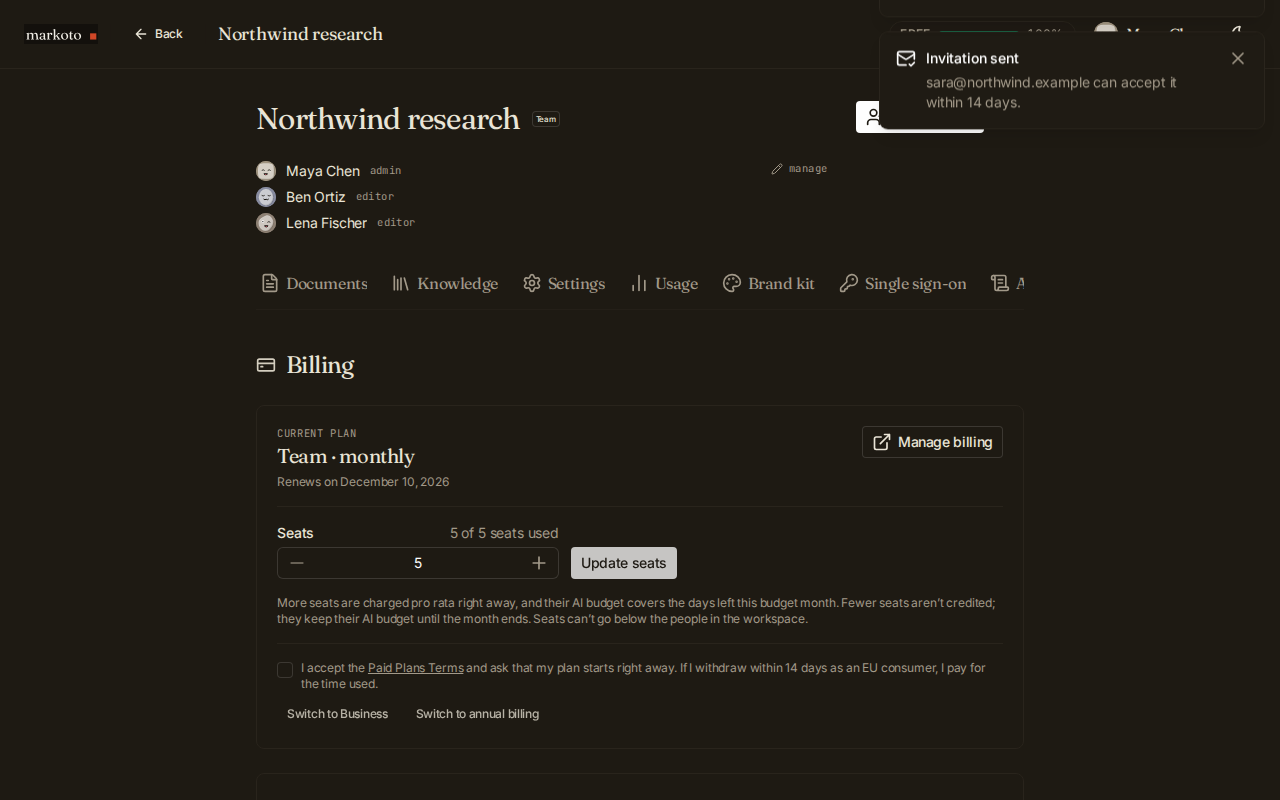 markoto
Back
Northwind research
Invitation sent
sara@northwind.example can accept it
within 14 days.
Northwind research
Team
Maya Chen admin
manage
Ben Ortiz editor
Lena Fischer editor
Documents
Knowledge
Settings
Usage
Brand kit
Single sign-on
Billing
CURRENT PLAN
Team · monthly
Renews on December 10, 2026
Manage billing
Seats
5 of 5 seats used
5
Update seats
More seats are charged pro rata right away, and their AI budget covers the days left this budget month. Fewer seats aren't credited;
they keep their AI budget until the month ends. Seats can't go below the people in the workspace.
I accept the Paid Plans Terms and ask that my plan starts right away. If I withdraw within 14 days as an EU consumer, I pay for
the time used.
Switch to Business
Switch to annual billing